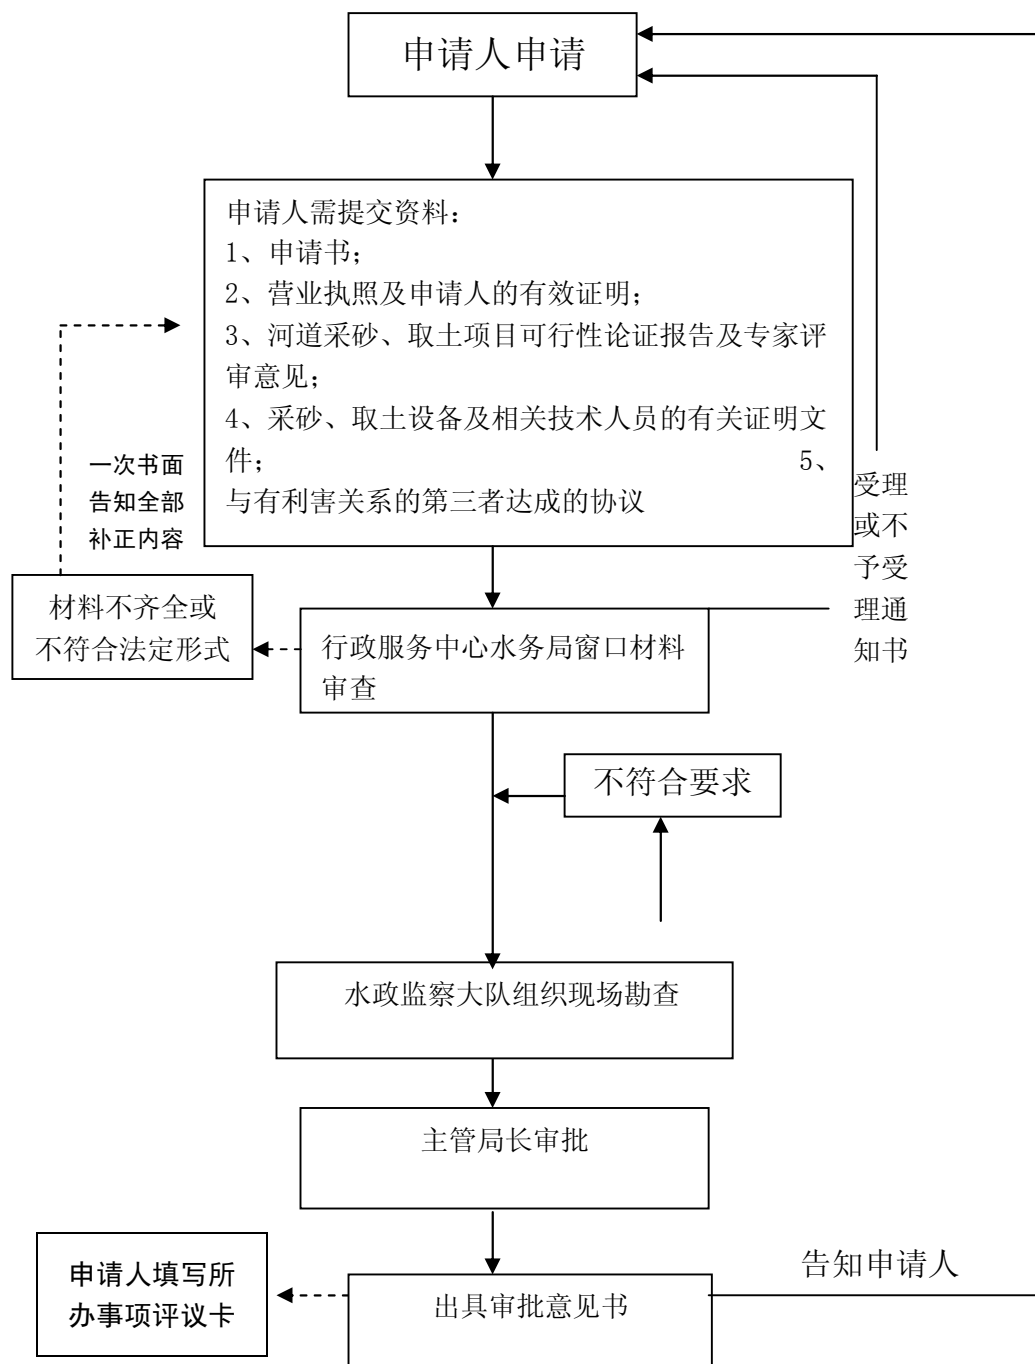 申请人申请
申请人需提交资料：
1、申请书；
2、营业执照及申请人的有效证明；
3、河道采砂、取土项目可行性论证报告及专家评
审意见；
4、采砂、取土设备及相关技术人员的有关证明文
件； 5、
与有利害关系的第三者达成的协议
一次书面
告知全部
补正内容
受理
或不
予受
理通
知书
材料不齐全或
不符合法定形式
行政服务中心水务局窗口材料
审查
不符合要求
水政监察大队组织现场勘查
主管局长审批
申请人填写所
办事项评议卡
出具审批意见书
告知申请人